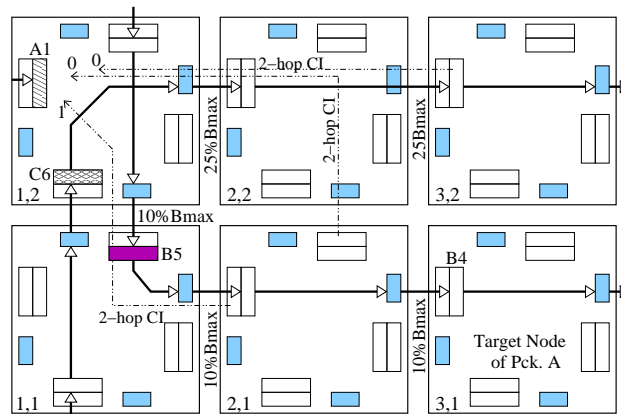 A1
0
0
2−hop CI
1
25%Bmax
2−hop CI
25Bmax
C6
1,2
2,2
3,2
10%Bmax
B5
B4
2−hop CI
10%Bmax
10%Bmax
Target Node
of Pck. A
1,1
2,1
3,1